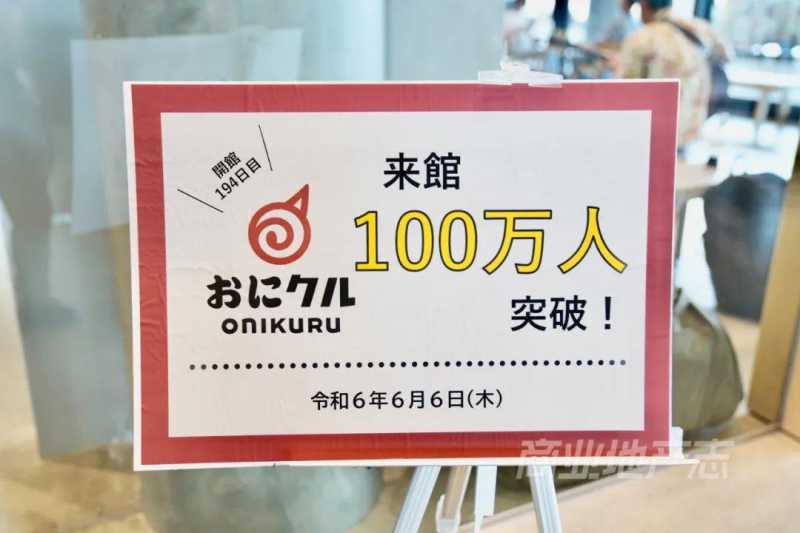 開館
194日目
来館
100万人
突破！
おにクル
ONIKURU
令和6年6月6日(木)
商业地产志